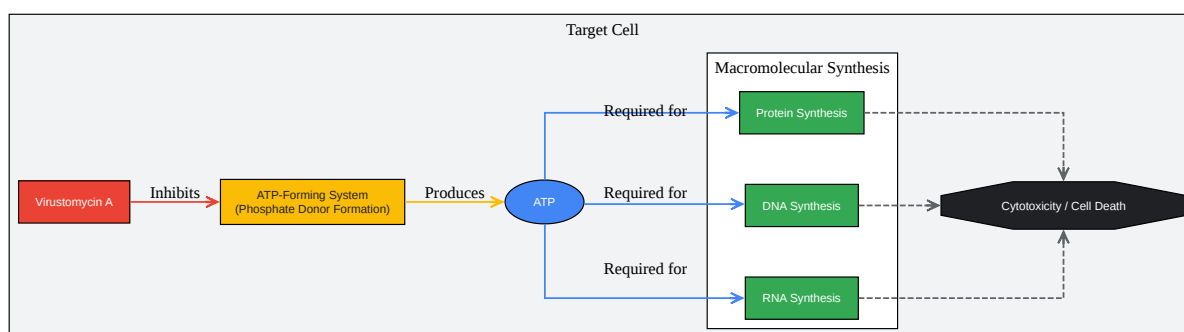 Target Cell
Macromolecular Synthesis
Required for
Protein Synthesis
Virustomycin A
Inhibits
ATP-Forming System
(Phosphate Donor Formation)
Produces
ATP
Required for
DNA Synthesis
Cytotoxicity / Cell Death
Required for
RNA Synthesis